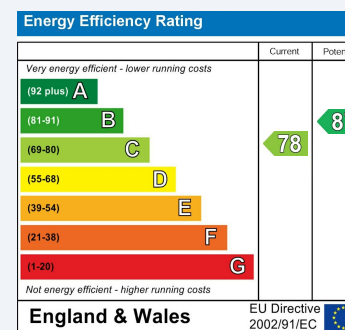 Energy Efficiency Rating
Current
Very energy efficient - lower running costs
(92 plus) A
(81-91) B
(69-80) C
78
(55-68) D
(39-54) E
(21-38) F
(1-20) G
Not energy efficient - higher running costs
England & Wales
EU Directive
2002/91/EC